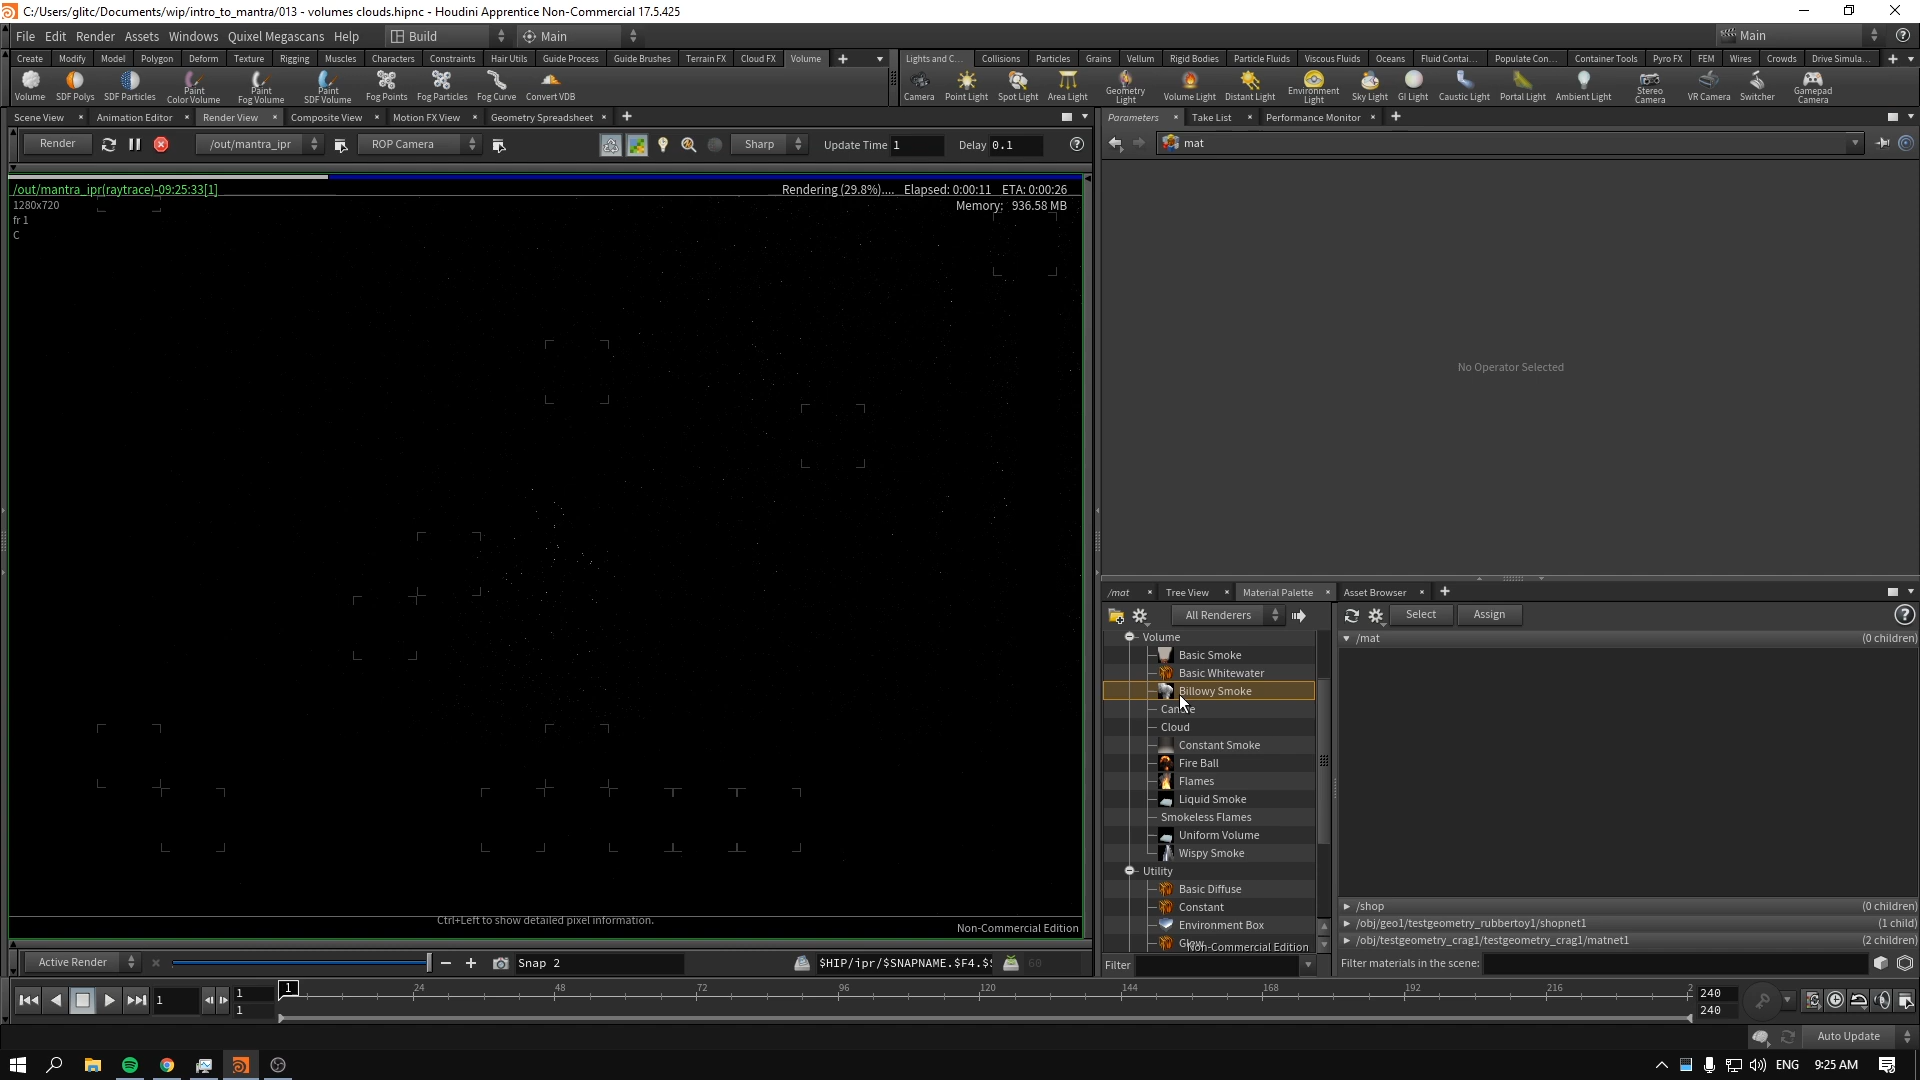 C:/Users/glitc/Documents/wip/intro_to_mantra/013 - volumes clouds.hipnc - Houdini Apprentice Non-Commercial 17.5.425
File Edit Render Assets Windows Quixel Megascans Help Build Main Main
Create Modify Model Polygon Deform Texture Rigging Muscles Characters Constraints Hair Utils Guide Process Guide Brushes Terrain FX Cloud FX Volume Lights and C... Collisions Particles Grains Vellum Rigid Bodies Particle Fluids Viscous Fluids Oceans Fluid Contai... Populate Con... Container Tools Pyro FX FEM Wires Crowds Drive Simula...
Volume SDF Polys SDF Particles Paint Color Volume Paint Fog Volume Paint SDF Volume Fog Points Fog Particles Fog Curve Convert VDB Camera Point Light Spot Light Area Light Geometry Light Volume Light Distant Light Environment Light Sky Light GI Light Caustic Light Portal Light Ambient Light Stereo Camera VR Camera Switcher Gamepad Camera
Scene View Animation Editor Render View Composite View Motion FX View Geometry Spreadsheet Parameters Take List Performance Monitor
Render /out/mantra_ipr ROP Camera Sharp Update Time 1 Delay 0.1 mat
/out/mantra_ipr(raytrace)-09:25:33[1] Rendering (29.8%).... Elapsed: 0:00:11 ETA: 0:00:26
1280x720 Memory: 936.58 MB
fr 1
C
No Operator Selected
/mat Tree View Material Palette Asset Browser
All Renderers Select Assign
Volume /mat (0 children)
Basic Smoke
Basic Whitewater
Billowy Smoke
Cloud
Constant Smoke
Fire Ball
Flames
Liquid Smoke
Smokeless Flames
Uniform Volume
Wispy Smoke
Utility
Basic Diffuse
Constant /shop (0 children)
Environment Box /obj/geo1/testgeometry_rubbertoy1/shopnet1 (1 child)
Non-Commercial Edition /obj/testgeometry_crag1/testgeometry_crag1/matnet1 (2 children)
Ctrl+Left to show detailed pixel information.
Non-Commercial Edition
Active Render Snap 2 $HIP/ipr/$SNAPNAME.$F4.$ 60 Filter Filter materials in the scene:
1 1 1 1 24 48 72 96 120 144 168 192 216 2 240 240
Auto Update
ENG 9:25 AM